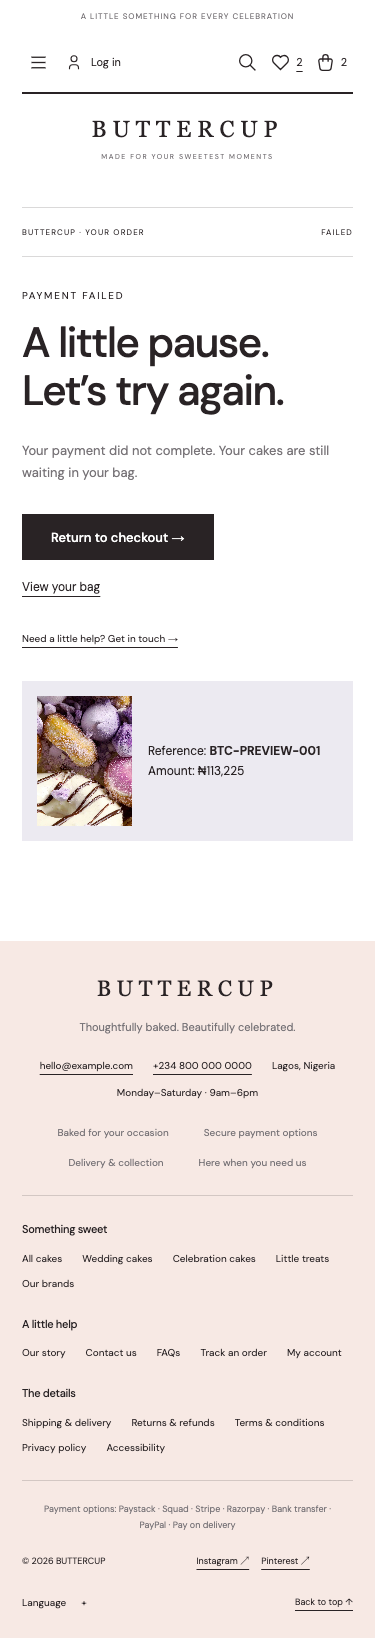 A LITTLE SOMETHING FOR EVERY CELEBRATION
Log in 2 2
BUTTERCUP
MADE FOR YOUR SWEETEST MOMENTS
BUTTERCUP · YOUR ORDER FAILED
PAYMENT FAILED
A little pause.
Let’s try again.
Your payment did not complete. Your cakes are still
waiting in your bag.
Return to checkout →
View your bag
Need a little help? Get in touch →
Reference: BTC-PREVIEW-001
Amount: ₦113,225
BUTTERCUP
Thoughtfully baked. Beautifully celebrated.
hello@example.com +234 800 000 0000 Lagos, Nigeria
Monday–Saturday · 9am–6pm
Baked for your occasion Secure payment options
Delivery & collection Here when you need us
Something sweet
All cakes Wedding cakes Celebration cakes Little treats
Our brands
A little help
Our story Contact us FAQs Track an order My account
The details
Shipping & delivery Returns & refunds Terms & conditions
Privacy policy Accessibility
Payment options: Paystack · Squad · Stripe · Razorpay · Bank transfer ·
PayPal · Pay on delivery
© 2026 BUTTERCUP Instagram ↗ Pinterest ↗
Language + Back to top ↑